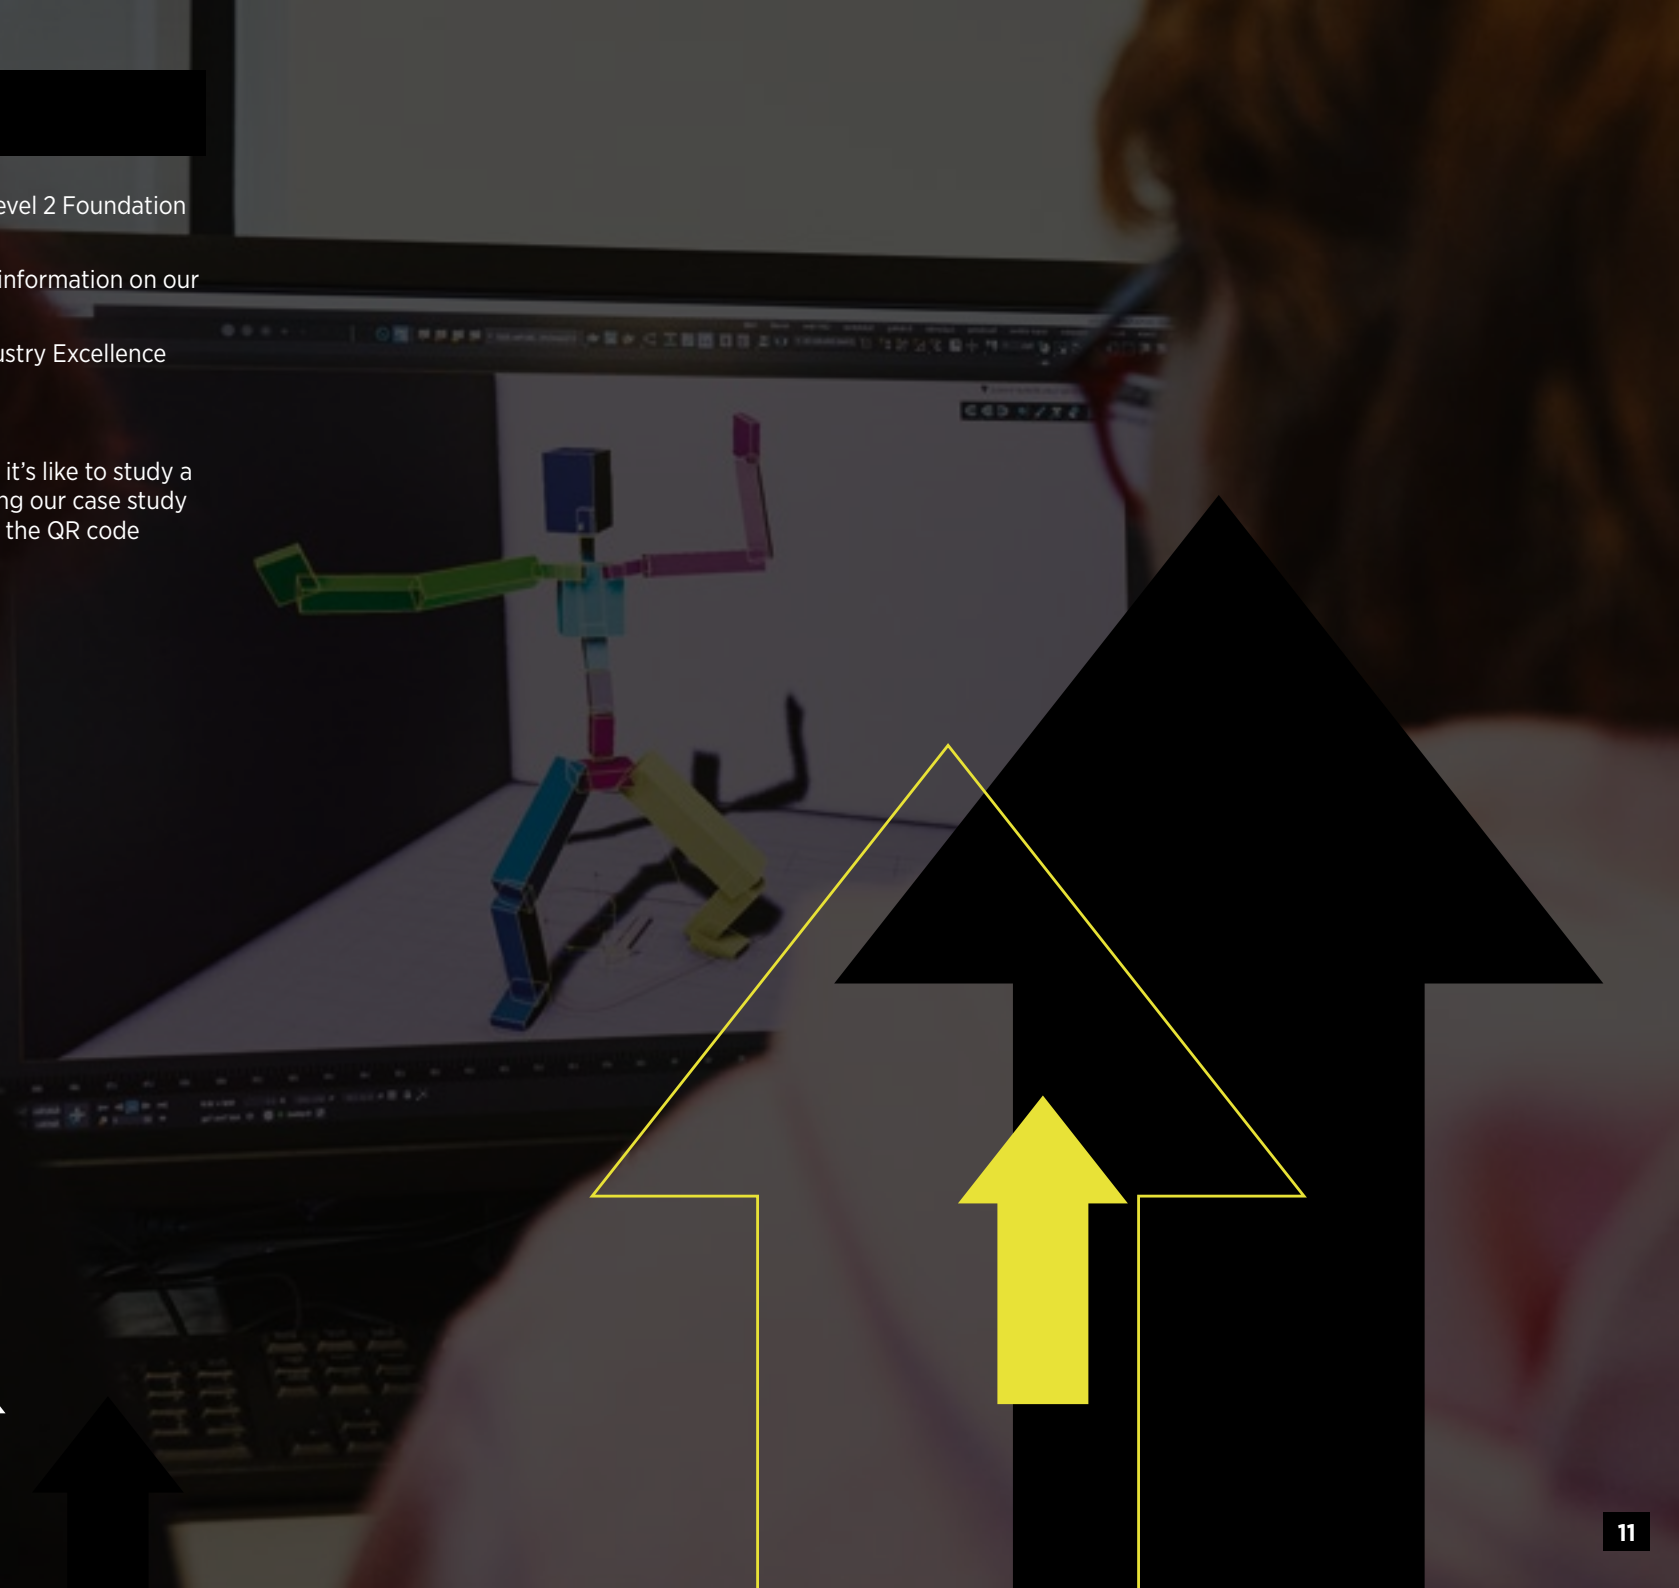 evel 2 Foundation
information on our
ustry Excellence
it’s like to study a
ng our case study
the QR code
11